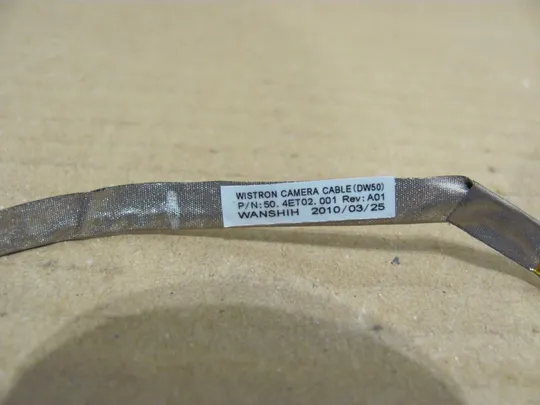 WISTRON CAMERA CABLE(DW50)
P/N:50. 4ET02. 001 Rev: A01
WANSHIH 2010/03/25